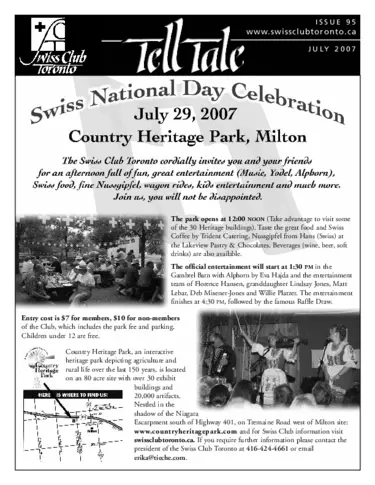 ISSUE 95
www.swissclubtoronto.ca
JULY 2007
Swiss Club
Toronto
Tell Tale
Swiss National Day Celebration
July 29, 2007
Country Heritage Park, Milton
The Swiss Club Toronto cordially invites you and your friends
for an afternoon full of fun, great entertainment (Music, Yodel, Alphorn),
Swiss food, fine Nussgipfel, wagon rides, kids entertainment and much more.
Join us, you will not be disappointed.
The park opens at 12:00 NOON (Take advantage to visit some
of the 30 Heritage buildings). Taste the great food and Swiss
Coffee by Trident Catering, Nussgipfel from Hans (Swiss) at
the Lakeview Pastry & Chocolates. Beverages (wine, beer, soft
drinks) are also available.
The official entertainment will start at 1:30 PM in the
Gambrel Barn with Alphorn by Eva Hajda and the entertainment
team of Florence Hansen, granddaughter Lindsay Jones, Matt
Lebar, Deb Misener-Jones and Willie Planzer. The entertainment
finishes at 4:30 PM, followed by the famous Raffle Draw.
Entry cost is $7 for members, $10 for non-members
of the Club, which includes the park fee and parking.
Children under 12 are free.
Country
Heritage
Park
Country Heritage Park, an interactive
heritage park depicting agriculture and
rural life over the last 150 years, is located
on an 80 acre site with over 30 exhibit
buildings and
20,000 artifacts.
Nestled in the
shadow of the Niagara
HERE IS WHERE TO FIND US!
Escarpment south of Highway 401, on Tremaine Road west of Milton site:
www.countryheritagepark.com and for Swiss Club information visit
swissclubtoronto.ca. If you require further information please contact the
president of the Swiss Club Toronto at 416-424-4661 or email